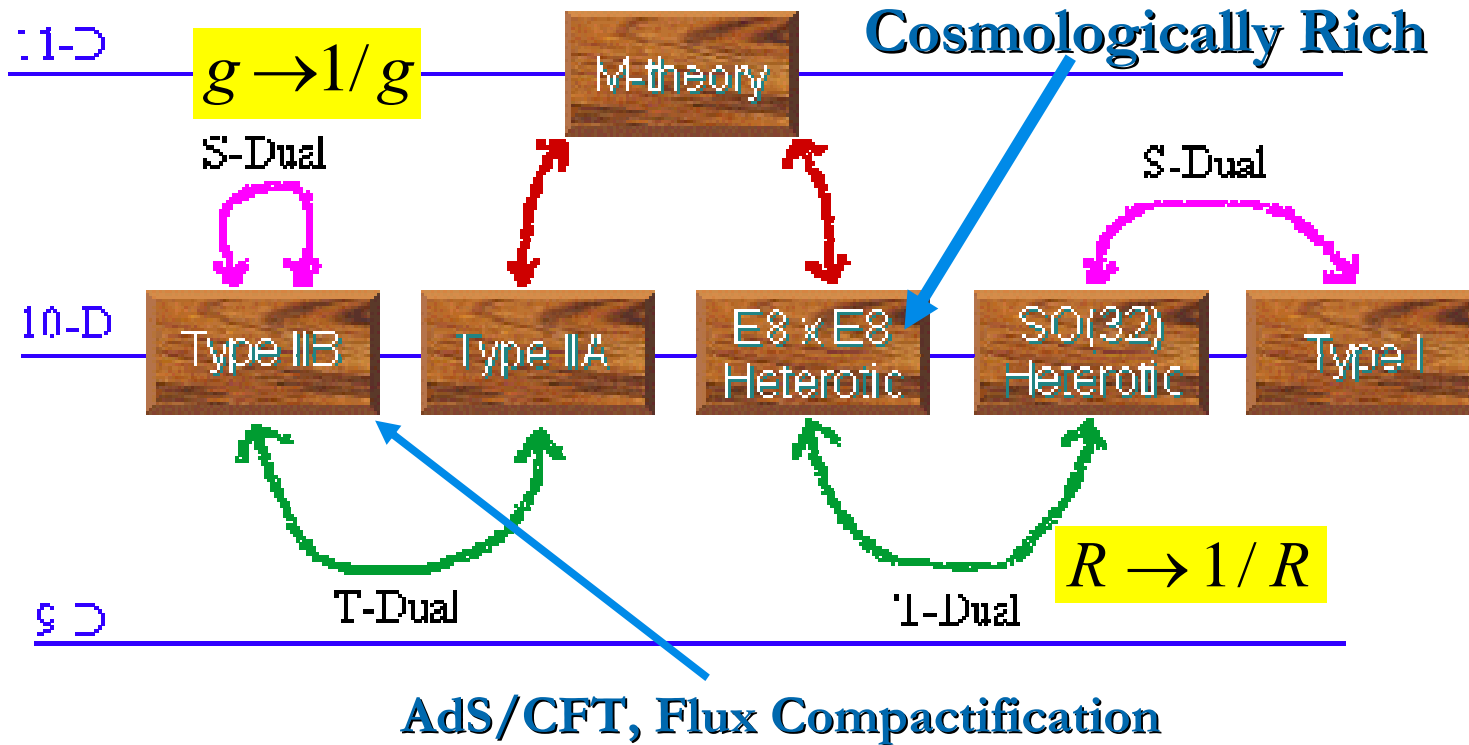 11-D
Cosmologically Rich
g → 1/ g
M-theory
S-Dual
S-Dual
10-D
Type IIB
Type IIA
E8 x E8
Heterotic
SO(32)
Heterotic
Type I
R → 1/ R
T-Dual
T-Dual
9-D
AdS/CFT, Flux Compactification